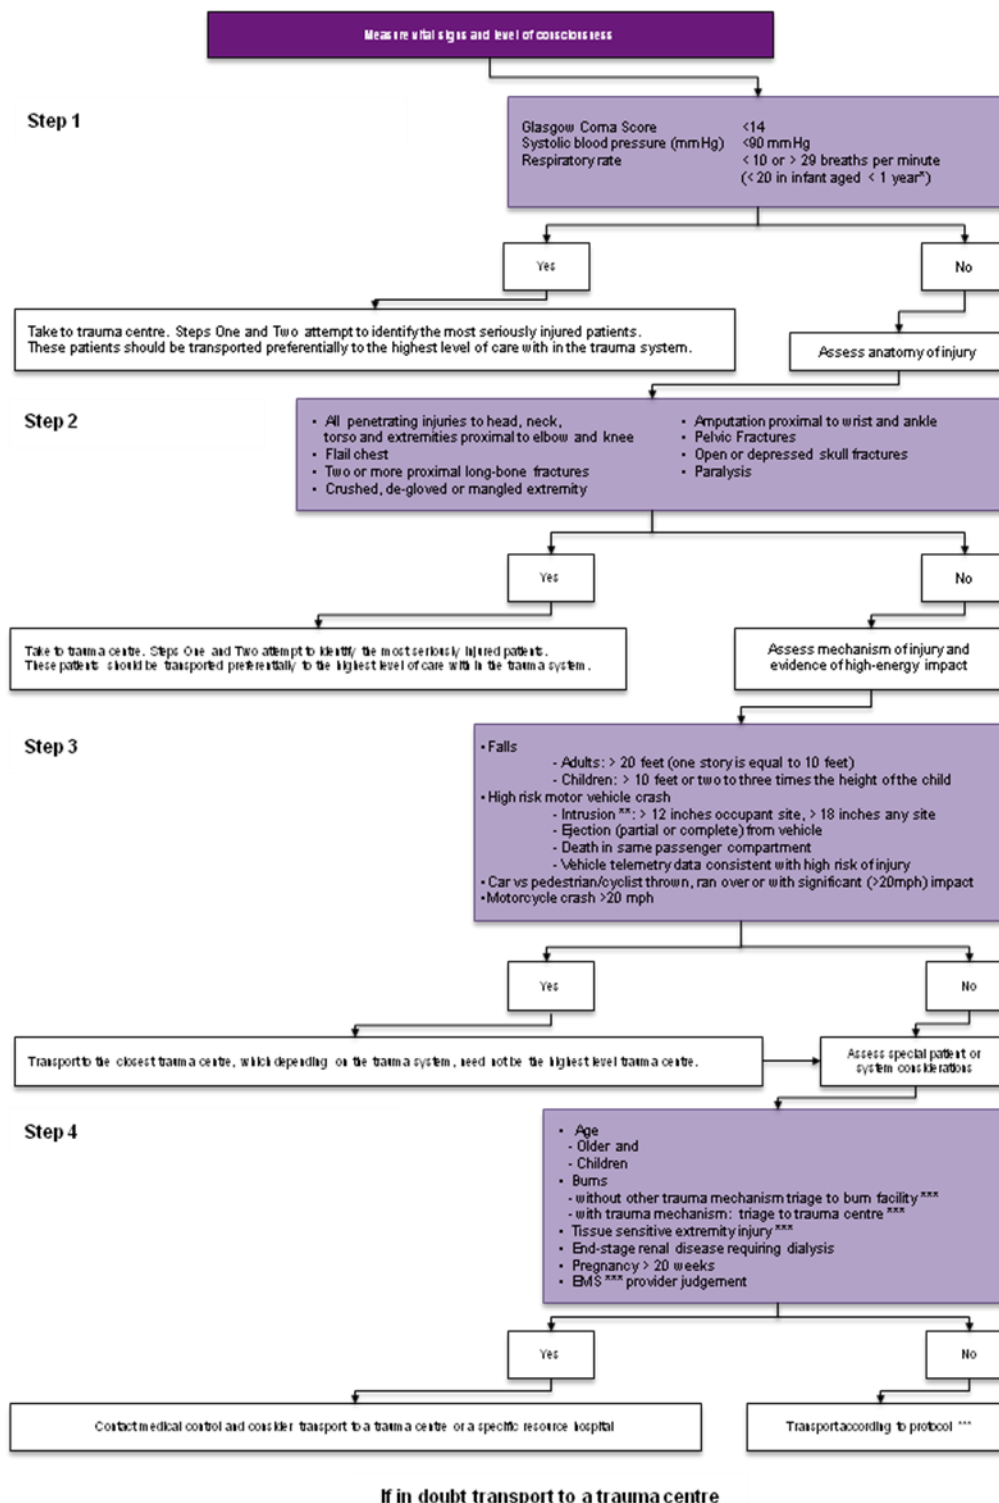 Measure vital signs and level of consciousness
Step 1
Glasgow Coma Score <14
Systolic blood pressure (mmHg) <90 mmHg
Respiratory rate < 10 or > 29 breaths per minute
(< 20 in infant aged < 1 year*)
Yes
No
Take to trauma centre. Steps One and Two attempt to identify the most seriously injured patients.
These patients should be transported preferentially to the highest level of care with in the trauma system.
Assess anatomy of injury
Step 2
• All penetrating injuries to head, neck,
torso and extremities proximal to elbow and knee
• Flail chest
• Two or more proximal long-bone fractures
• Crushed, de-gloved or mangled extremity
• Amputation proximal to wrist and ankle
• Pelvic Fractures
• Open or depressed skull fractures
• Paralysis
Yes
No
Take to trauma centre. Steps One and Two attempt to identify the most seriously injured patients.
These patients should be transported preferentially to the highest level of care with in the trauma system.
Assess mechanism of injury and
evidence of high-energy impact
Step 3
• Falls
- Adults: > 20 feet (one story is equal to 10 feet)
- Children: > 10 feet or two to three times the height of the child
• High risk motor vehicle crash
- Intrusion **: > 12 inches occupant site, > 18 inches any site
- Ejection (partial or complete) from vehicle
- Death in same passenger compartment
- Vehicle telemetry data consistent with high risk of injury
• Car vs pedestrian/cyclist thrown, ran over or with significant (>20mph) impact
• Motorcycle crash >20 mph
Yes
No
Transport to the closest trauma centre, which depending on the trauma system, need not be the highest level trauma centre.
Assess special patient or
system considerations
Step 4
• Age
- Older and
- Children
• Burns
- without other trauma mechanism triage to burn facility ***
- with trauma mechanism: triage to trauma centre ***
• Tissue sensitive extremity injury ***
• End-stage renal disease requiring dialysis
• Pregnancy > 20 weeks
• EMS *** provider judgement
Yes
No
Contact medical control and consider transport to a trauma centre or a specific resource hospital
Transport according to protocol ***
If in doubt transport to a trauma centre